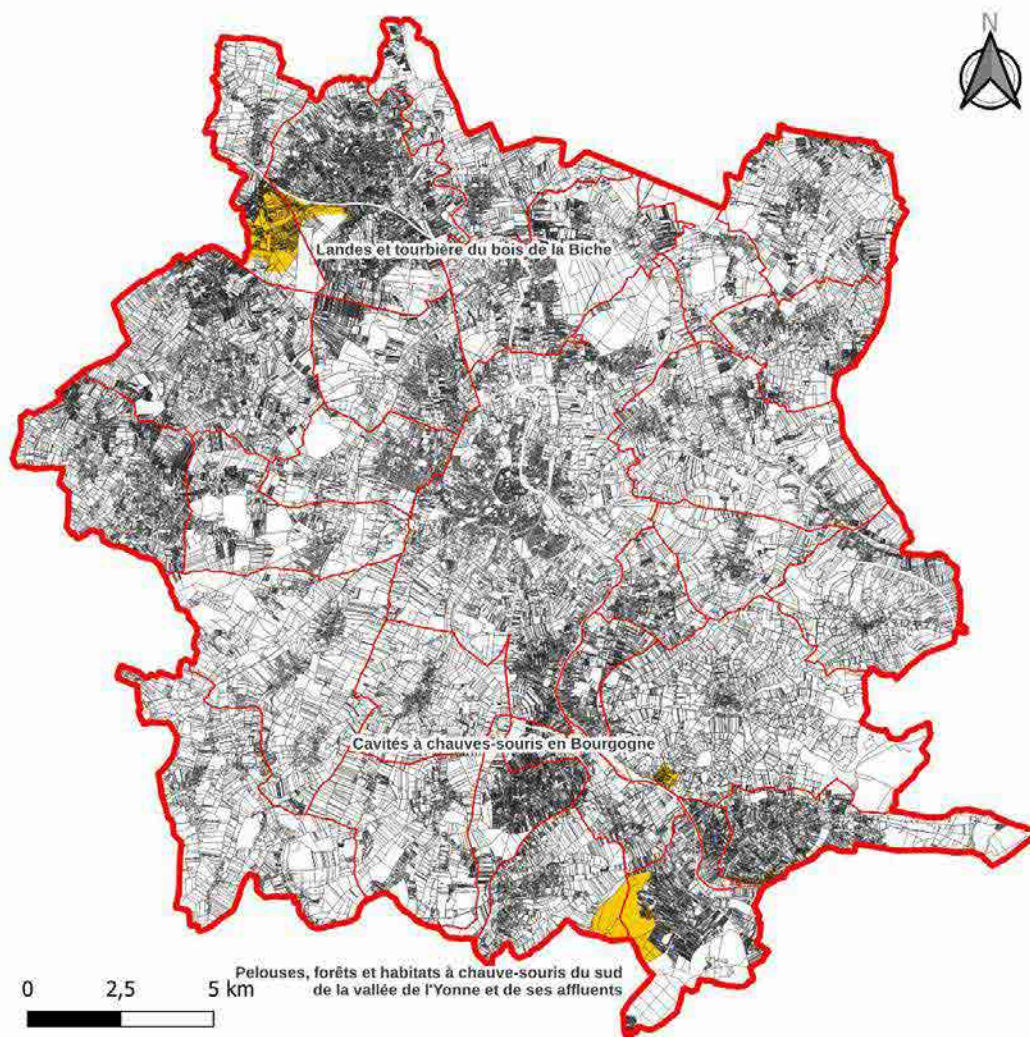 N
Landes et tourbière du bois de la Biche
Cavités à chauves-souris en Bourgogne
Pelouses, forêts et habitats à chauve-souris du sud
de la vallée de l'Yonne et de ses affluents
0 2,5 5 km